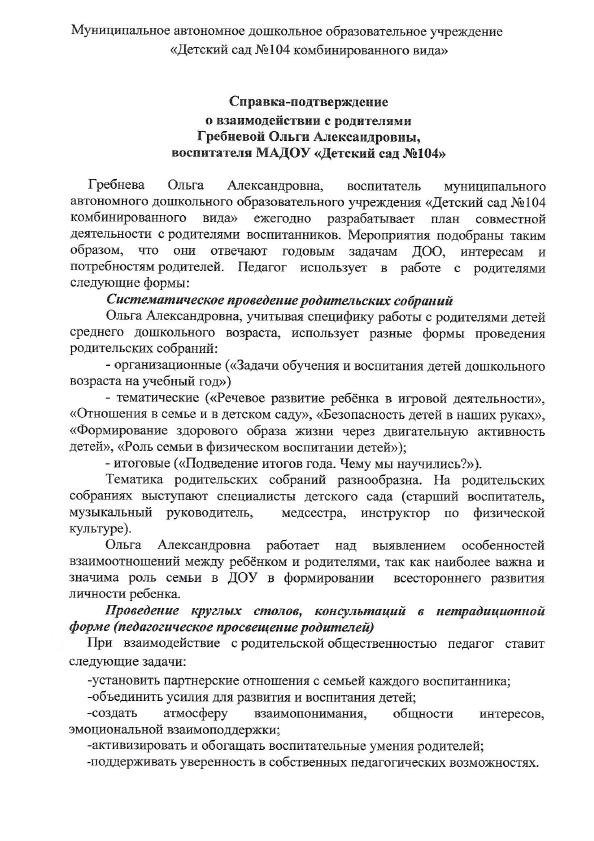 Муниципальное автономное дошкольное образовательное учреждение
«Детский сад №104 комбинированного вида»
Справка-подтверждение
о взаимодействии с родителями
Гребневой Ольги Александровны,
воспитателя МАДОУ «Детский сад №104»
Гребнева Ольга Александровна, воспитатель муниципального
автономного дошкольного образовательного учреждения «Детский сад №104
комбинированного вида» ежегодно разрабатывает план совместной
деятельности с родителями воспитанников. Мероприятия подобраны таким
образом, что они отвечают годовым задачам ДОО, интересам и
потребностям родителей. Педагог использует в работе с родителями
следующие формы:
Систематическое проведение родительских собраний
Ольга Александровна, учитывая специфику работы с родителями детей
среднего дошкольного возраста, использует разные формы проведения
родительских собраний:
- организационные («Задачи обучения и воспитания детей дошкольного
возраста на учебный год»)
- тематические («Речевое развитие ребёнка в игровой деятельности»,
«Отношения в семье и в детском саду», «Безопасность детей в наших руках»,
«Формирование здорового образа жизни через двигательную активность
детей», «Роль семьи в физическом воспитании детей»);
- итоговые («Подведение итогов года. Чему мы научились?»).
Тематика родительских собраний разнообразна. На родительских
собраниях выступают специалисты детского сада (старший воспитатель,
музыкальный руководитель, медсестра, инструктор по физической
культуре).
Ольга Александровна работает над выявлением особенностей
взаимоотношений между ребёнком и родителями, так как наиболее важна и
значима роль семьи в ДОУ в формировании всестороннего развития
личности ребенка.
Проведение круглых столов, консультаций в нетрадиционной
форме (педагогическое просвещение родителей)
При взаимодействие с родительской общественностью педагог ставит
следующие задачи:
-установить партнерские отношения с семьей каждого воспитанника;
-объединить усилия для развития и воспитания детей;
-создать атмосферу взаимопонимания, общности интересов,
эмоциональной взаимоподдержки;
-активизировать и обогащать воспитательные умения родителей;
-поддерживать уверенность в собственных педагогических возможностях.